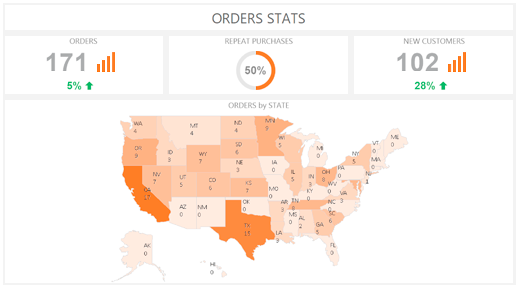 ORDERS STATS
ORDERS
171
5%
REPEAT PURCHASES
50%
NEW CUSTOMERS
102
28%
ORDERS by STATE
WA
4
MT
4
ND
4
MN
OR
9
ID
3
WY
7
SD
6
WI
5
MI
0
NY
5
VT
0
ME
0
MA
0
NV
7
UT
5
CO
6
NE
3
IA
0
IL
5
IN
3
OH
PA
0
CA
17
KS
7
MO
0
KY
0
WV
0
VA
3
AZ
0
NM
0
OK
0
AR
3
TN
NC
0
SC
6
TX
17
LA
3
MS
0
AL
2
GA
5
FL
0
AK
0
HI
0